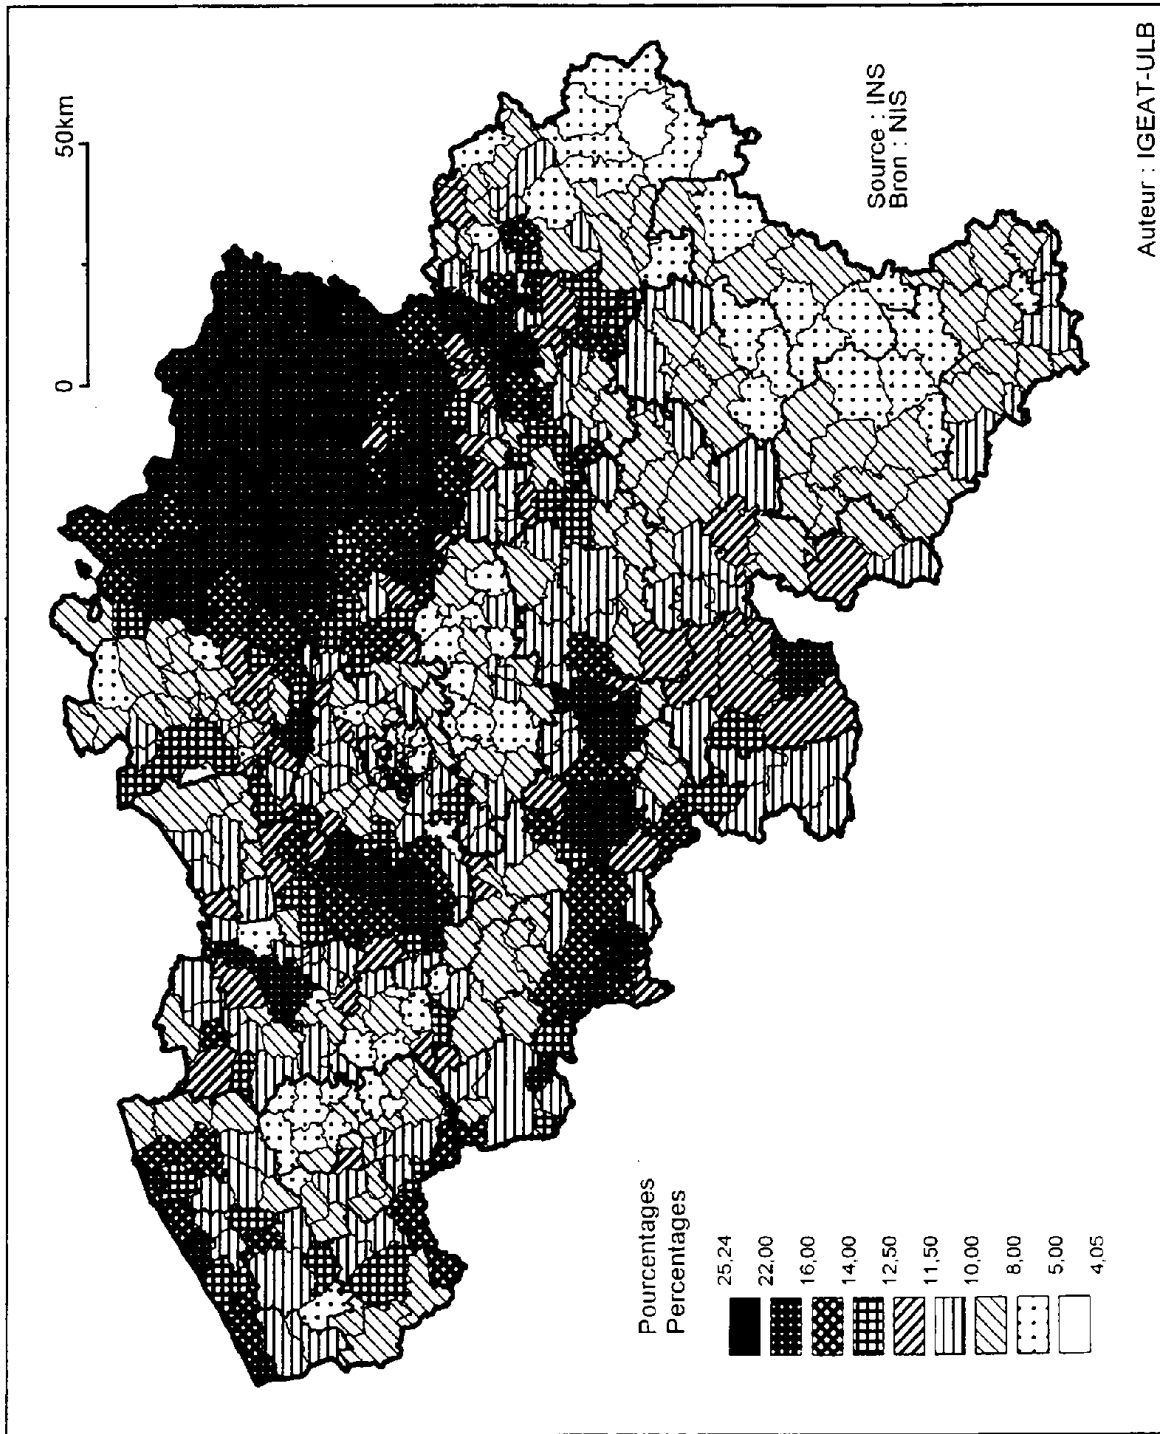 0 50km
Source : INS
Bron : NIS
Auteur : IGEAT-ULB
Pourcentages
Percentages
25,24
22,00
16,00
14,00
12,50
11,50
10,00
8,00
5,00
4,05